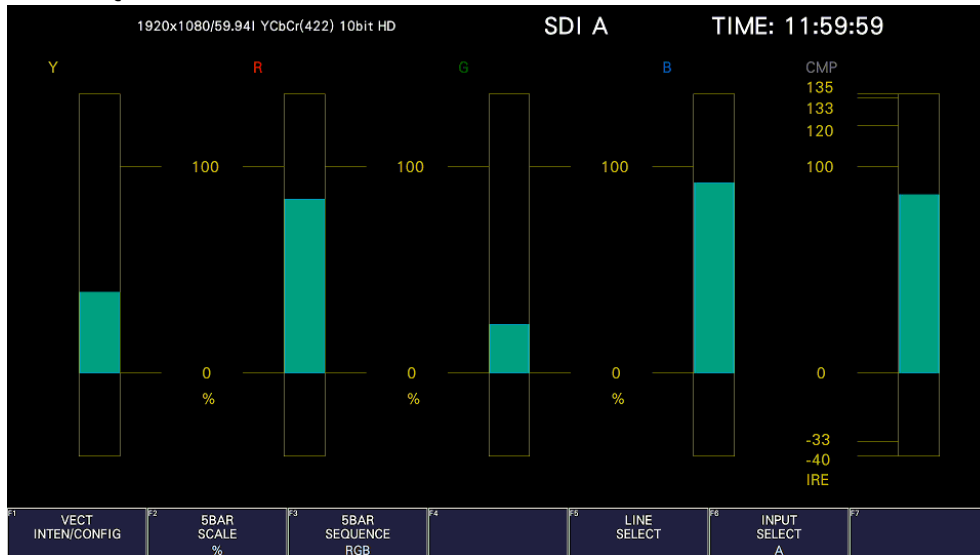 1920x1080/59.94I YCbCr(422) 10bit HD SDI A TIME: 11:59:59
Y R G B CMP
135
133
120
100 100 100 100
0 0 0 0
% % %
-33
-40
IRE
F1 VECT INTEN/CONFIG
F2 5BAR SCALE %
F3 5BAR SEQUENCE RGB
F4
F5 LINE SELECT
F6 INPUT SELECT A
F7